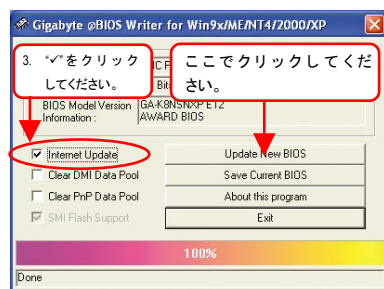 Gigabyte @BIOS Writer for Win9x/ME/NT4/2000/XP
3. "✓"をクリック
してください。
ここでクリックしてくだ
さい。
BIOS Model Version
Information :
GA-K8NSNXP E12
AWARD BIOS
Internet Update
Update New BIOS
Clear DMI Data Pool
Save Current BIOS
Clear PnP Data Pool
About this program
SMI Flash Support
Exit
100%
Done